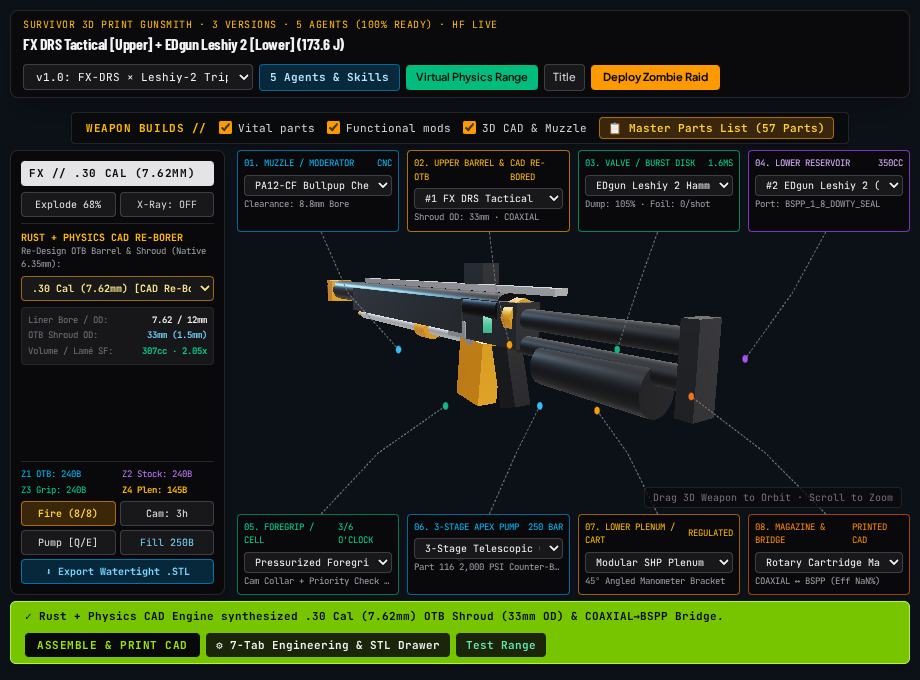 SURVIVOR 3D PRINT GUNSMITH · 3 VERSIONS · 5 AGENTS (100% READY) · HF LIVE
FX DRS Tactical [Upper] + EDgun Leshiy 2 [Lower] (173.6 J)
v1.0: FX-DRS × Leshiy-2 Trip
5 Agents & Skills
Virtual Physics Range
Title
Deploy Zombie Raid
WEAPON BUILDS //
Vital parts
Functional mods
3D CAD & Muzzle
📋 Master Parts List (57 Parts)
FX // .30 CAL (7.62MM)
Explode 68%
X-Ray: OFF
RUST + PHYSICS CAD RE-BORER
Re-Design OTB Barrel & Shroud (Native
6.35mm):
.30 Cal (7.62mm) [CAD Re-Bo
Liner Bore / OD: 7.62 / 12mm
OTB Shroud OD: 33mm (1.5mm)
Volume / Lamé SF: 307cc · 2.05x
Z1 OTB: 240B
Z2 Stock: 240B
Z3 Grip: 240B
Z4 Plen: 145B
Fire (8/8)
Cam: 3h
Pump [Q/E]
Fill 250B
⬇ Export Watertight .STL
01. MUZZLE / MODERATOR CNC
PA12-CF Bullpup Che
Clearance: 8.8mm Bore
02. UPPER BARREL &
OTB
CAD RE-
BORED
#1 FX DRS Tactical
Shroud OD: 33mm · COAXIAL
03. VALVE / BURST DISK 1.6MS
EDgun Leshiy 2 Hamm
Dump: 105% · Foil: 0/shot
04. LOWER RESERVOIR 350CC
#2 EDgun Leshiy 2 (
Port: BSPP_1_8_DOWTY_SEAL
Drag 3D Weapon to Orbit · Scroll to Zoom
05. FOREGRIP /
CELL
3/6
O'CLOCK
Pressurized Foregri
Cam Collar + Priority Check …
06. 3-STAGE APEX PUMP 250 BAR
3-Stage Telescopic
Part 116 2,000 PSI Counter-B…
07. LOWER PLENUM /
CART
REGULATED
Modular SHP Plenum
45° Angled Manometer Bracket
08. MAGAZINE &
BRIDGE
PRINTED
CAD
Rotary Cartridge Ma
COAXIAL ↔ BSPP (Eff NaN%)
✓ Rust + Physics CAD Engine synthesized .30 Cal (7.62mm) OTB Shroud (33mm OD) & COAXIAL→BSPP Bridge.
ASSEMBLE & PRINT CAD
⚙ 7-Tab Engineering & STL Drawer
Test Range